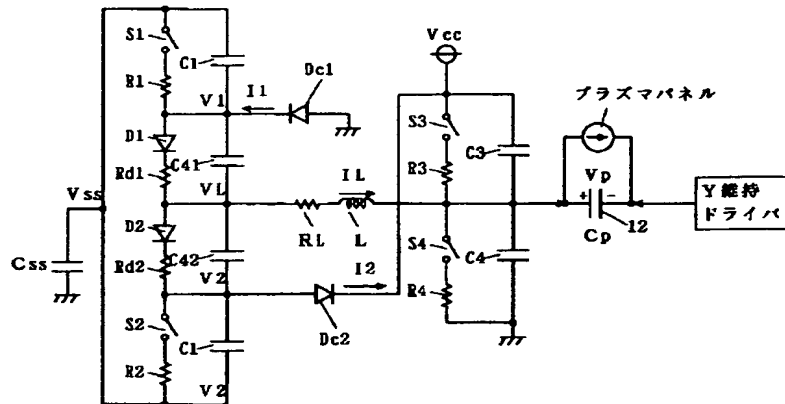 S1
C1
R1
V1
I1
Dc1
Vcc
プラズマパネル
D1
C41
Rd1
S3
C3
R3
Vss
VL
IL
Vp
+ -
Y維持
ドライバ
D2
RL
L
12
Cp
Css
C42
Rd2
I2
S4
C4
V2
R4
S2
Dc2
C1
R2
V2